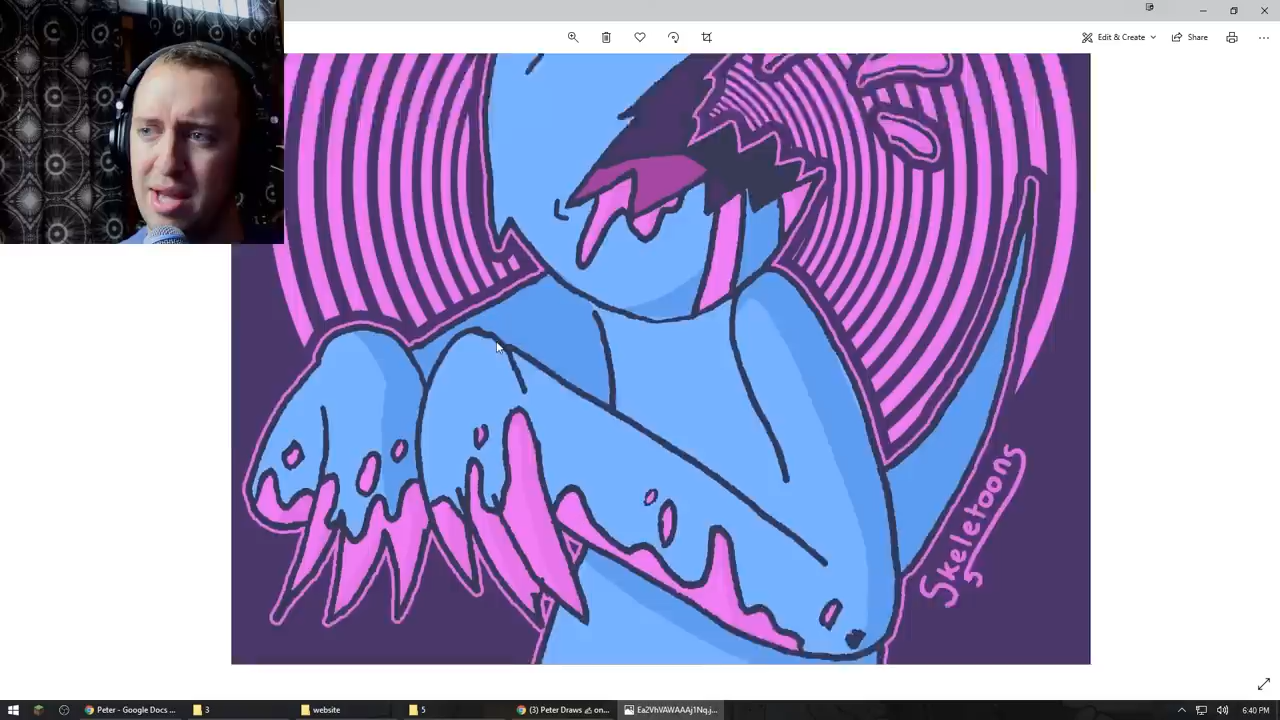 Edit & Create
Share
Skeletoons
Peter - Google Docs ...
3
website
5
(3) Peter Draws ✍ on...
Ea2VhVAWAAAj1Nq.j...
6:40 PM